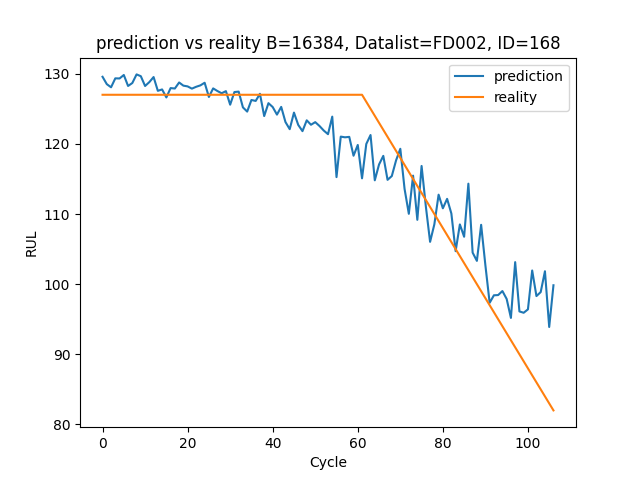 prediction vs reality B=16384, Datalist=FD002, ID=168
prediction
reality
RUL
130
120
110
100
90
80
0 20 40 60 80 100
Cycle